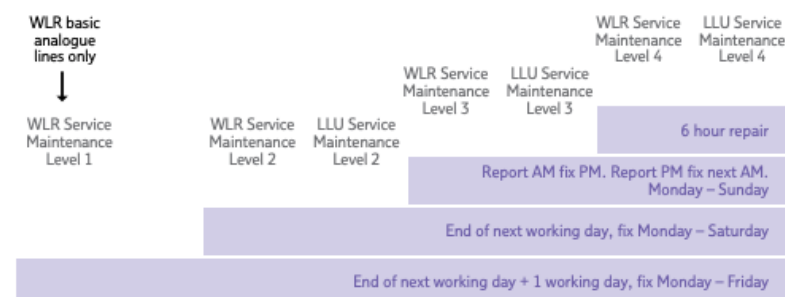 WLR basic
analogue
lines only
WLR Service
Maintenance
Level 4
LLU Service
Maintenance
Level 4
WLR Service
Maintenance
Level 3
LLU Service
Maintenance
Level 3
WLR Service
Maintenance
Level 1
WLR Service
Maintenance
Level 2
LLU Service
Maintenance
Level 2
6 hour repair
Report AM fix PM. Report PM fix next AM.
Monday – Sunday
End of next working day, fix Monday – Saturday
End of next working day + 1 working day, fix Monday – Friday